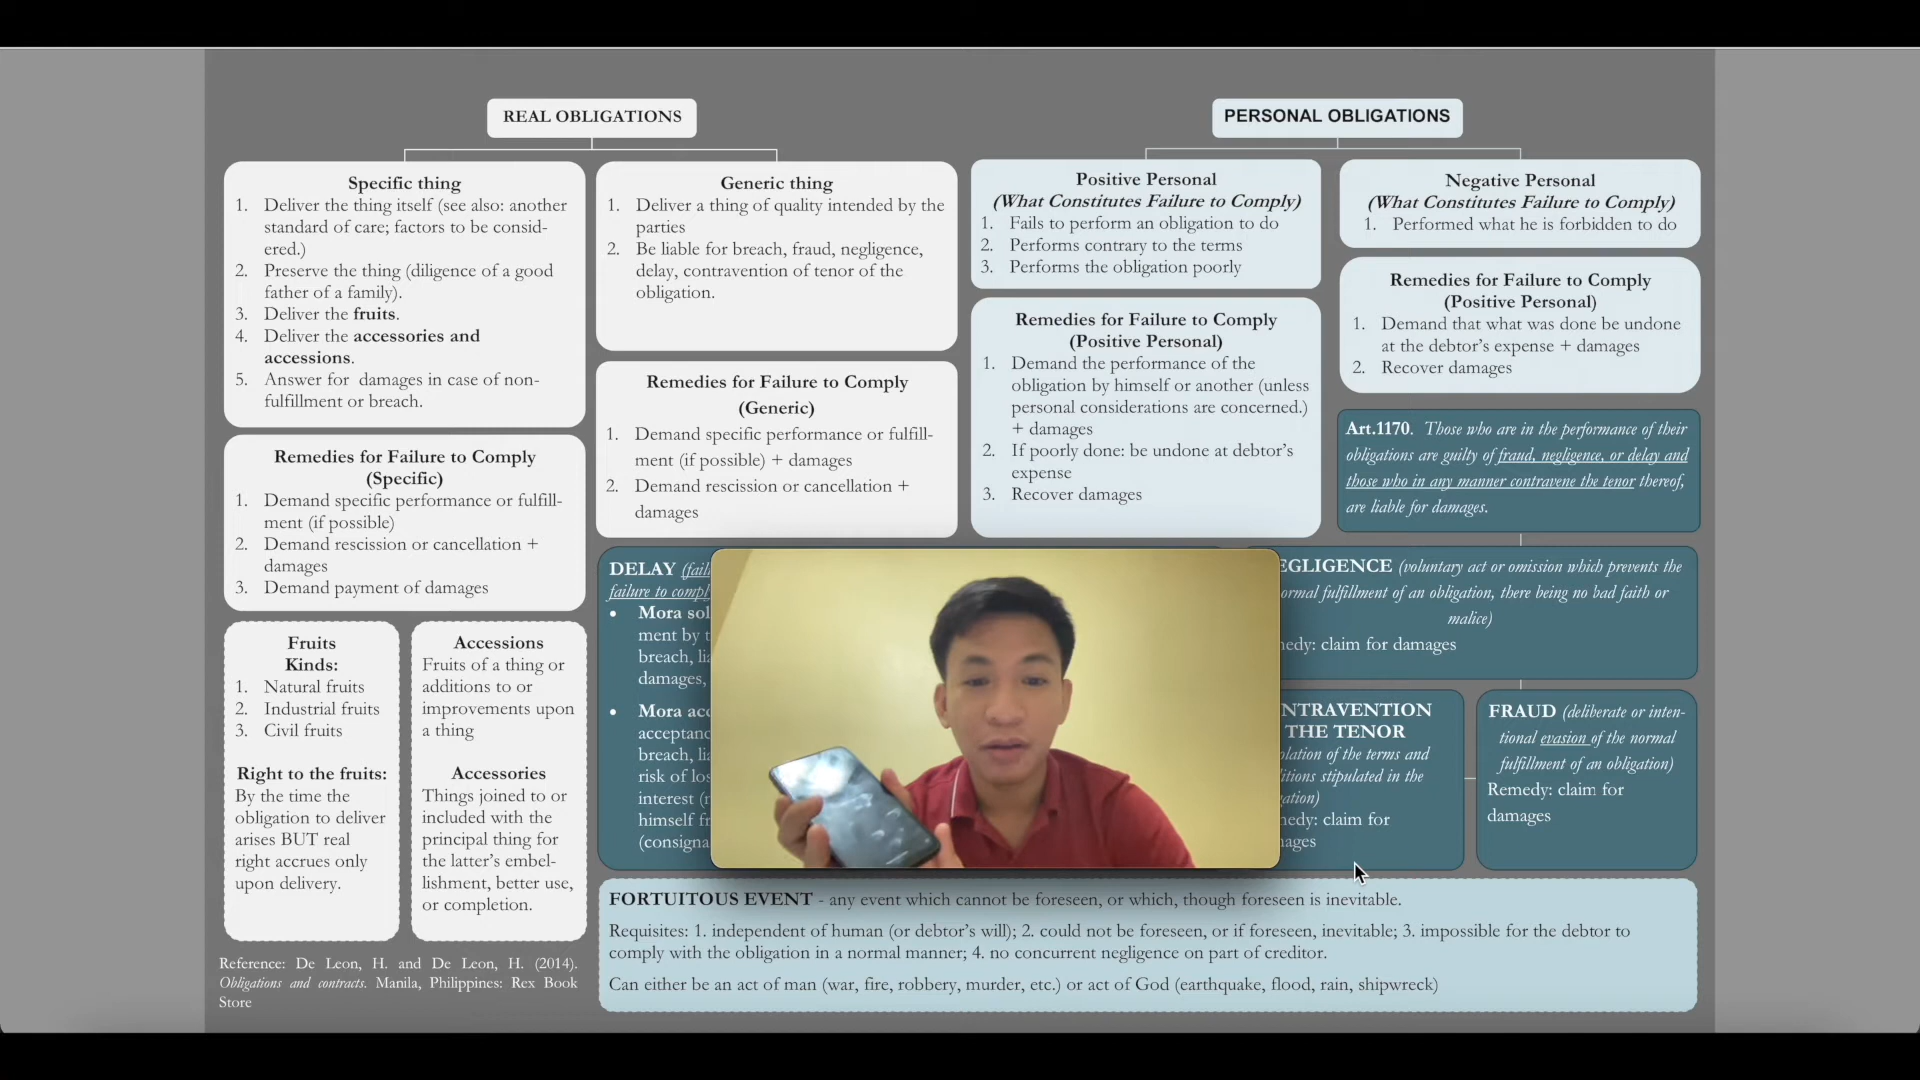 REAL OBLIGATIONS
Specific thing
1. Deliver the thing itself (see also: another
standard of care; factors to be consid-
ered.)
2. Preserve the thing (diligence of a good
father of a family).
3. Deliver the fruits.
4. Deliver the accessories and
accessions.
5. Answer for damages in case of non-
fulfillment or breach.
Remedies for Failure to Comply
(Specific)
1. Demand specific performance or fulfill-
ment (if possible)
2. Demand rescission or cancellation +
damages
3. Demand payment of damages
Fruits
Kinds:
1. Natural fruits
2. Industrial fruits
3. Civil fruits
Right to the fruits:
By the time the
obligation to deliver
arises BUT real
right accrues only
upon delivery.
Accessions
Fruits of a thing or
additions to or
improvements upon
a thing
Accessories
Things joined to or
included with the
principal thing for
the latter's embel-
lishment, better use,
or completion.
Reference: De Leon, H. and De Leon, H. (2014).
Obligations and contracts. Manila, Philippines: Rex Book
Store
Generic thing
1. Deliver a thing of quality intended by the
parties
2. Be liable for breach, fraud, negligence,
delay, contravention of tenor of the
obligation.
Remedies for Failure to Comply
(Generic)
1. Demand specific performance or fulfill-
ment (if possible) + damages
2. Demand rescission or cancellation +
damages
PERSONAL OBLIGATIONS
Positive Personal
(What Constitutes Failure to Comply)
1. Fails to perform an obligation to do
2. Performs contrary to the terms
3. Performs the obligation poorly
Remedies for Failure to Comply
(Positive Personal)
1. Demand the performance of the
obligation by himself or another (unless
personal considerations are concerned.)
+ damages
2. If poorly done: be undone at debtor's
expense
3. Recover damages
Negative Personal
(What Constitutes Failure to Comply)
1. Performed what he is forbidden to do
Remedies for Failure to Comply
(Positive Personal)
1. Demand that what was done be undone
at the debtor's expense + damages
2. Recover damages
Art.1170. Those who are in the performance of their
obligations are guilty of fraud, negligence, or delay and
those who in any manner contravene the tenor thereof,
are liable for damages.
DELAY
failure to
• Mora
ment by
breach,
damages,
• Mora
breach,
risk of
interest
himself
EGLIGENCE (voluntary act or omission which prevents the
fulfillment of an obligation, there being no bad faith or
malice)
claim for damages
NTRAVENTION
THE TENOR
of the terms and
stipulated in the
claim for
FRAUD (deliberate or inten-
tional evasion of the normal
fulfillment of an obligation)
Remedy: claim for
damages
FORTUITOUS EVENT - any event which cannot be foreseen, or which, though foreseen is inevitable.
Requisites: 1. independent of human (or debtor's will); 2. could not be foreseen, or if foreseen, inevitable; 3. impossible for the debtor to
comply with the obligation in a normal manner; 4. no concurrent negligence on part of creditor.
Can either be an act of man (war, fire, robbery, murder, etc.) or act of God (earthquake, flood, rain, shipwreck)